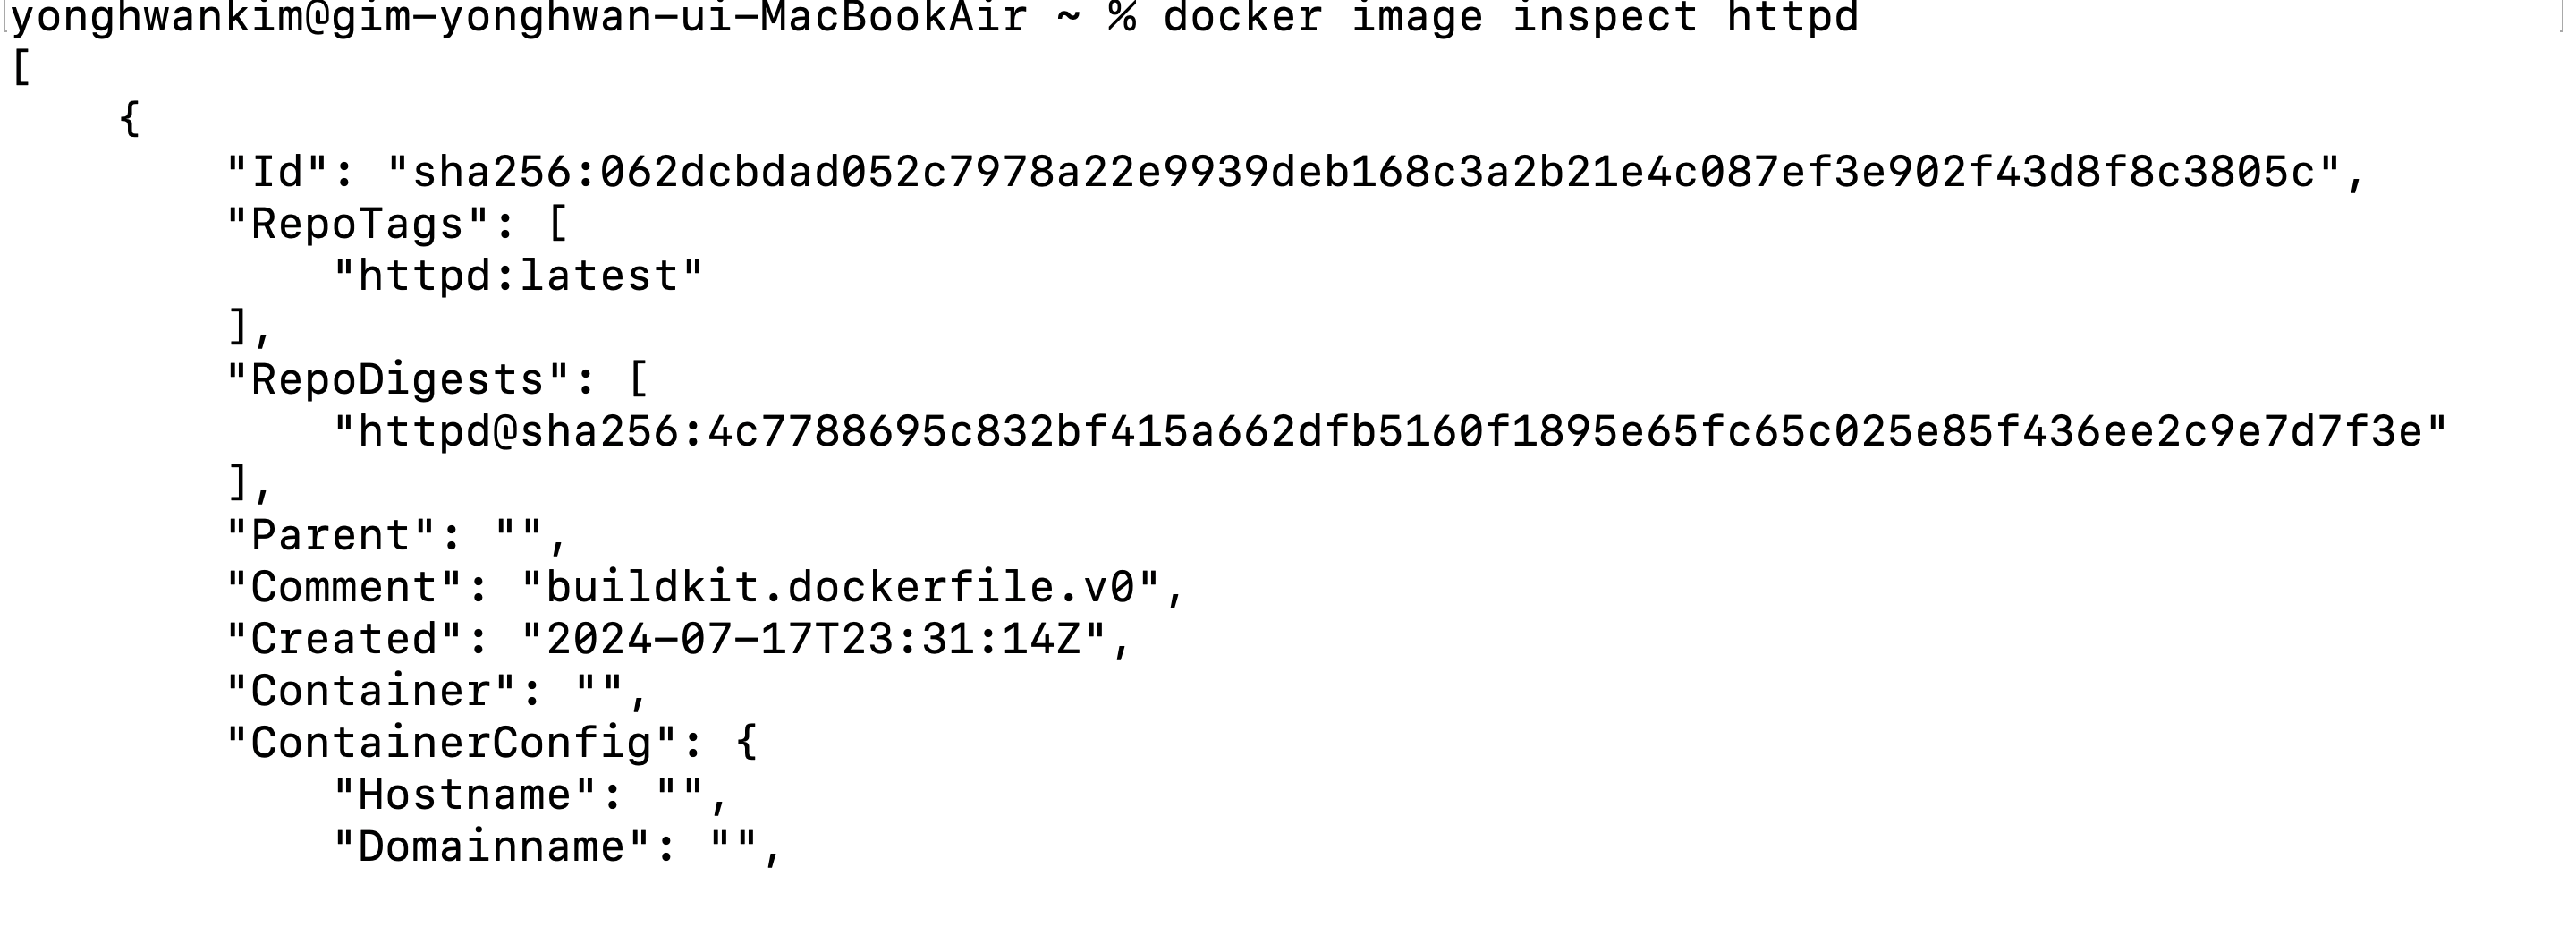 yonghwankim@gim-yonghwan-ui-MacBookAir ~ % docker image inspect httpd
[
    {
        "Id": "sha256:062dcbdad052c7978a22e9939deb168c3a2b21e4c087ef3e902f43d8f8c3805c",
        "RepoTags": [
            "httpd:latest"
        ],
        "RepoDigests": [
            "httpd@sha256:4c7788695c832bf415a662dfb5160f1895e65fc65c025e85f436ee2c9e7d7f3e"
        ],
        "Parent": "",
        "Comment": "buildkit.dockerfile.v0",
        "Created": "2024-07-17T23:31:14Z",
        "Container": "",
        "ContainerConfig": {
            "Hostname": "",
            "Domainname": "",